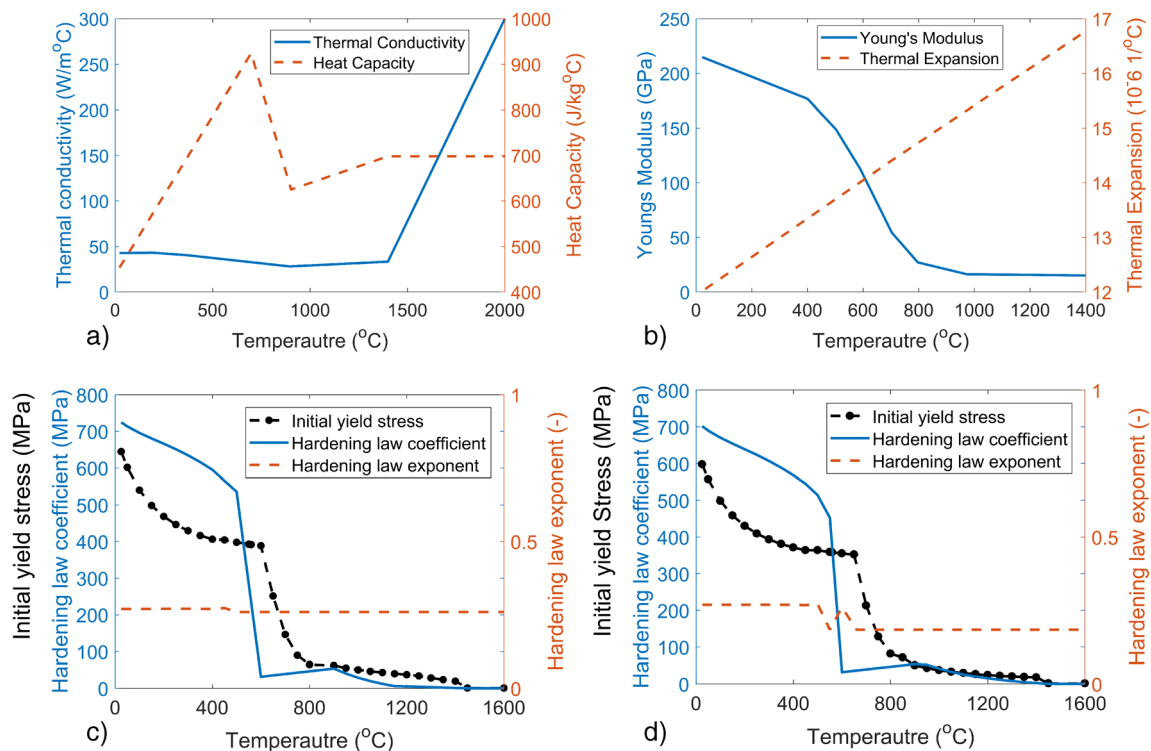 Thermal conductivity (W/m°C)
300
250
200
150
100
50
0
Thermal Conductivity
Heat Capacity
1000
900
800
700
600
500
400
Heat Capacity (J/kg°C)
0
500
1000
1500
2000
Temperautre (°C)
a)
Youngs Modulus (GPa)
250
200
150
100
50
0
Young's Modulus
Thermal Expansion
17
16
15
14
13
12
Thermal Expansion (10⁻6 1/°C)
0
200
400
600
800
1000
1200
1400
Temperautre (°C)
b)
Initial yield stress (MPa)
Hardening law coefficient (MPa)
800
700
600
500
400
300
200
100
0
Initial yield stress
Hardening law coefficient
Hardening law exponent
1
0.5
0
Hardening law exponent (-)
0
400
800
1200
1600
Temperautre (°C)
c)
Initial yield Stress (MPa)
Hardening law coefficient (MPa)
800
700
600
500
400
300
200
100
0
Initial yield stress
Hardening law coefficient
Hardening law exponent
1
0.5
0
Hardening law exponent (-)
0
400
800
1200
1600
Temperautre (°C)
d)